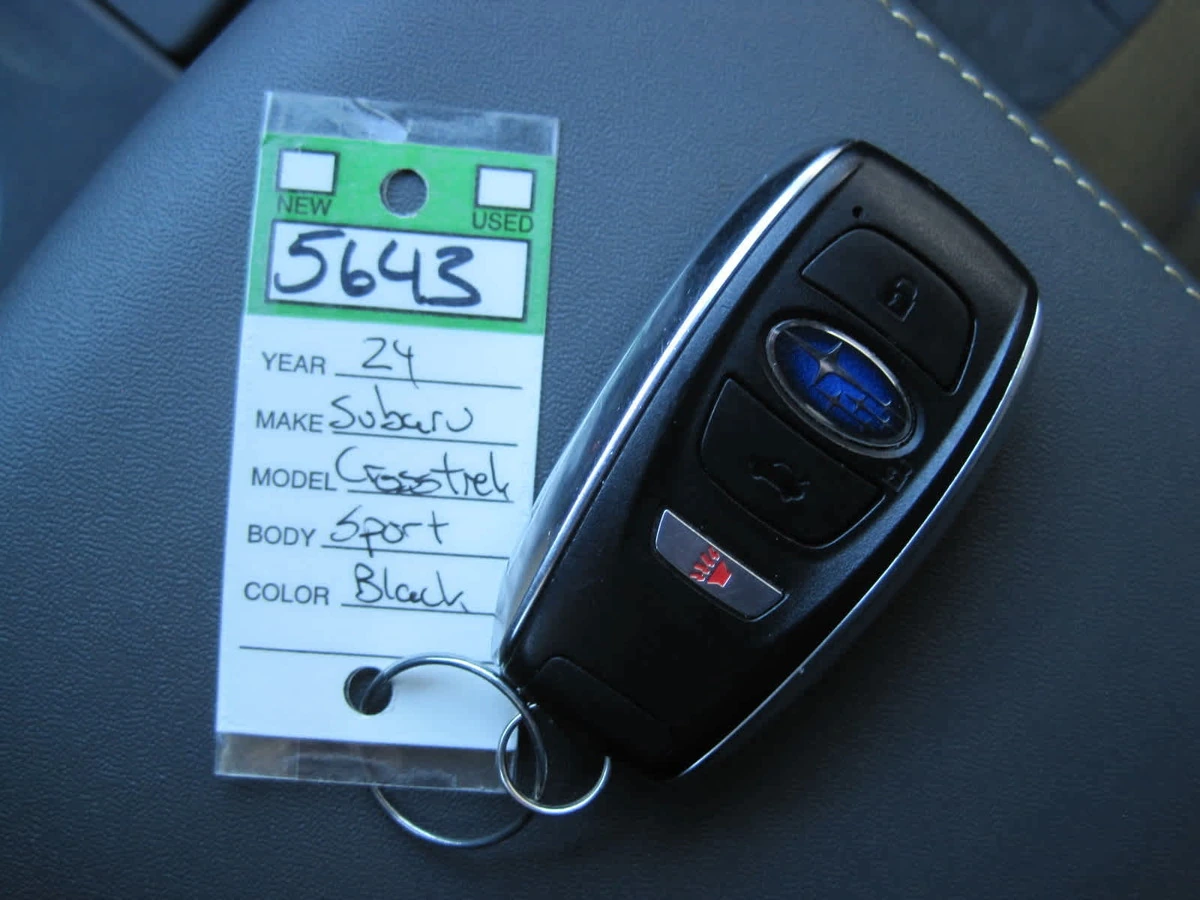 NEW USED
5643
YEAR 24
MAKE Subaru
MODEL Crosstrek
BODY Sport
COLOR Black